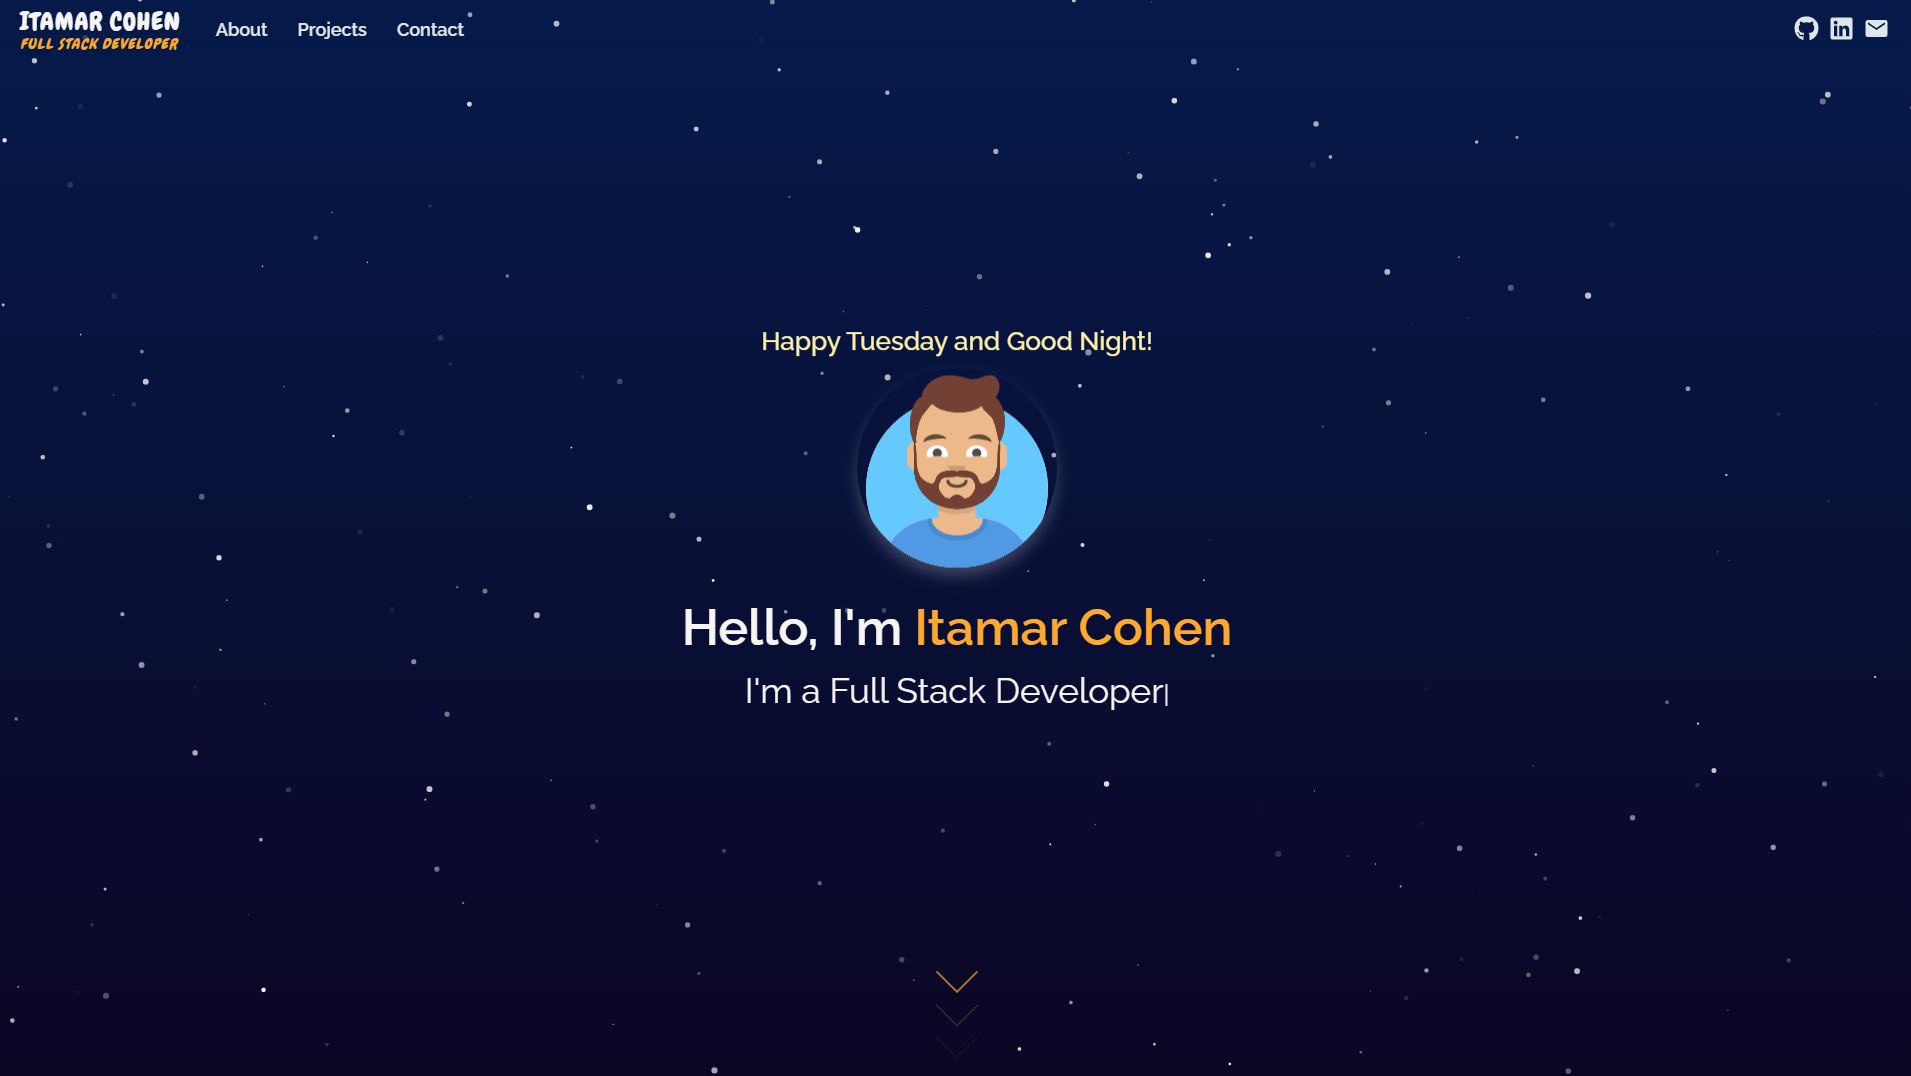 ITAMAR COHEN
FULL STACK DEVELOPER
About Projects Contact
Happy Tuesday and Good Night!
Hello, I'm Itamar Cohen
I'm a Full Stack Developer|